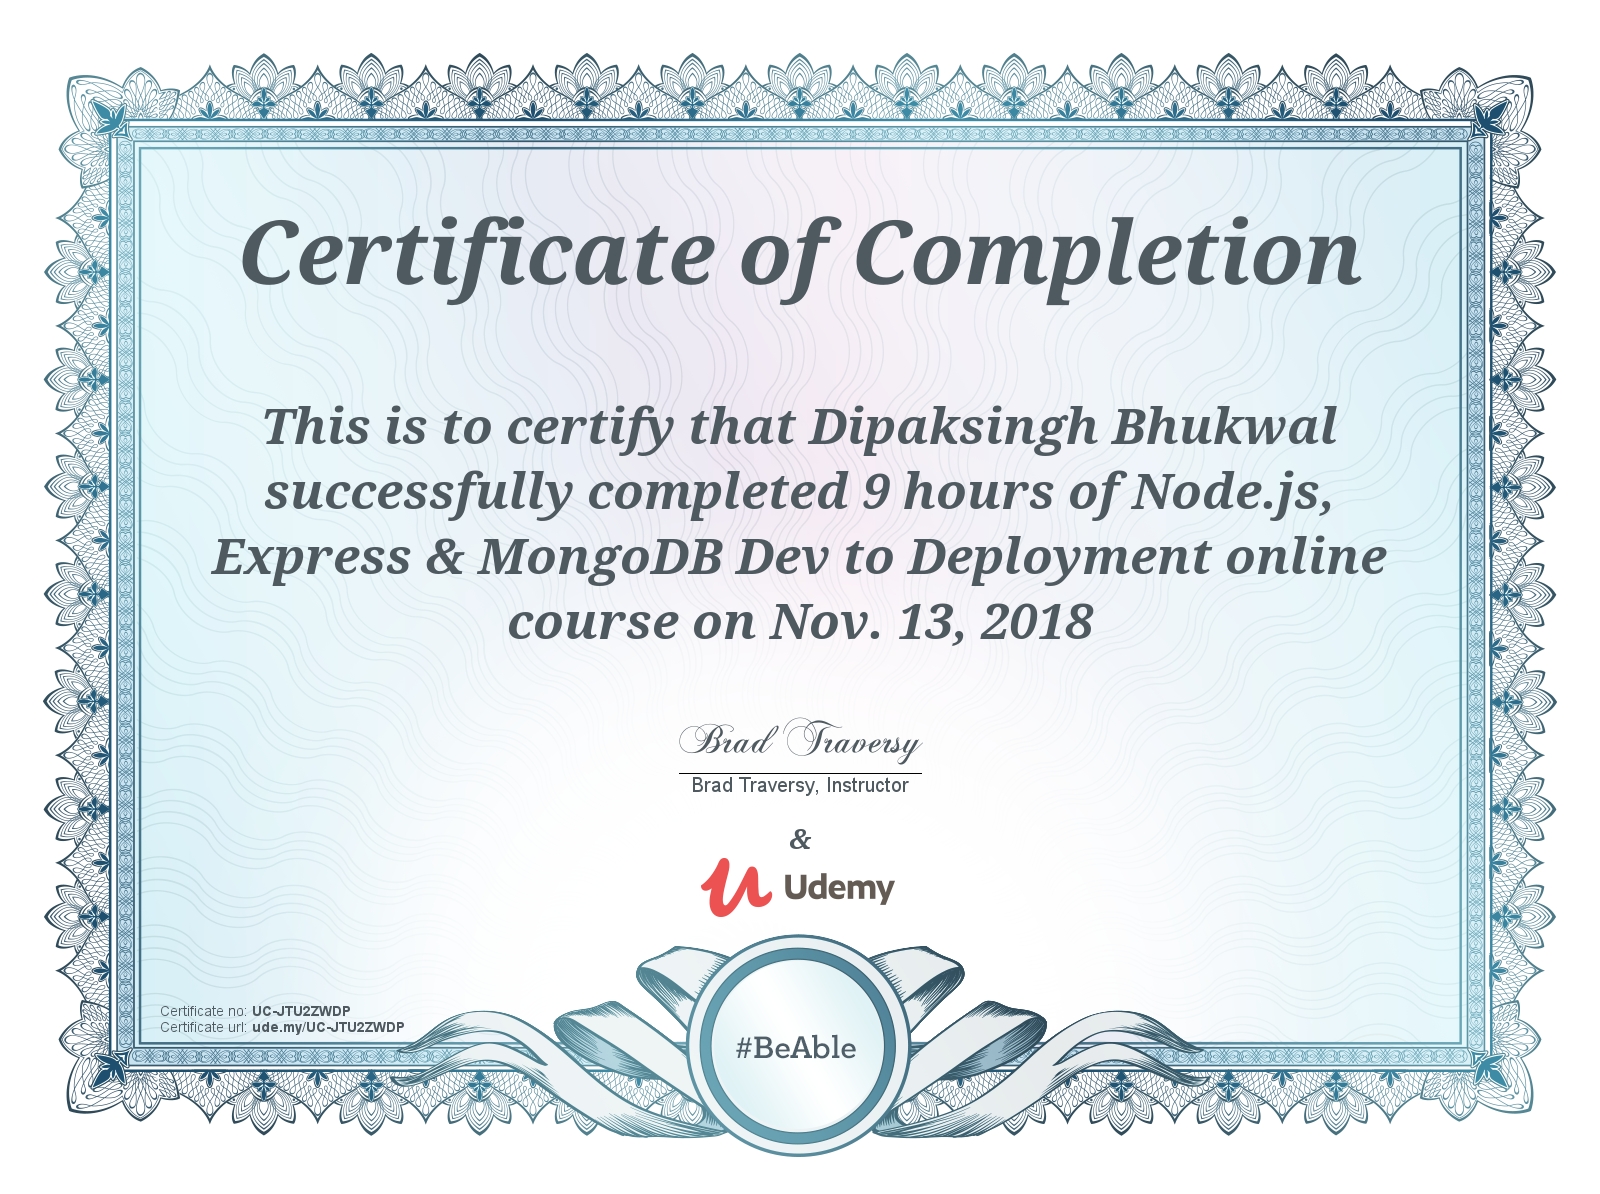 Certificate of Completion
This is to certify that Dipaksingh Bhukwal
successfully completed 9 hours of Node.js,
Express & MongoDB Dev to Deployment online
course on Nov. 13, 2018
Brad Traversy
Brad Traversy, Instructor
&
Udemy
Certificate no: UC-JTU2ZWDP
Certificate url: ude.my/UC-JTU2ZWDP
#BeAble